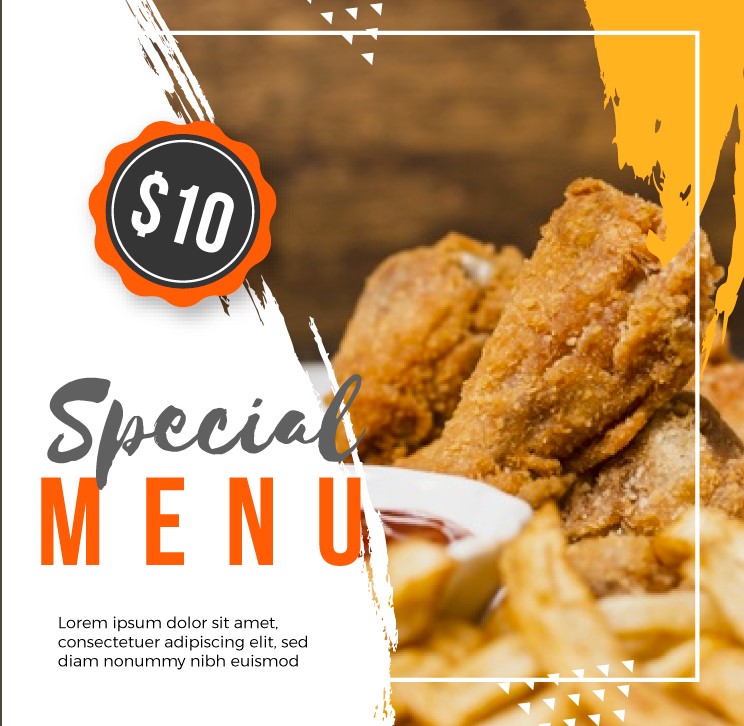 $10
Special
MENU
Lorem ipsum dolor sit amet,
consectetuer adipiscing elit, sed
diam nonummy nibh euismod